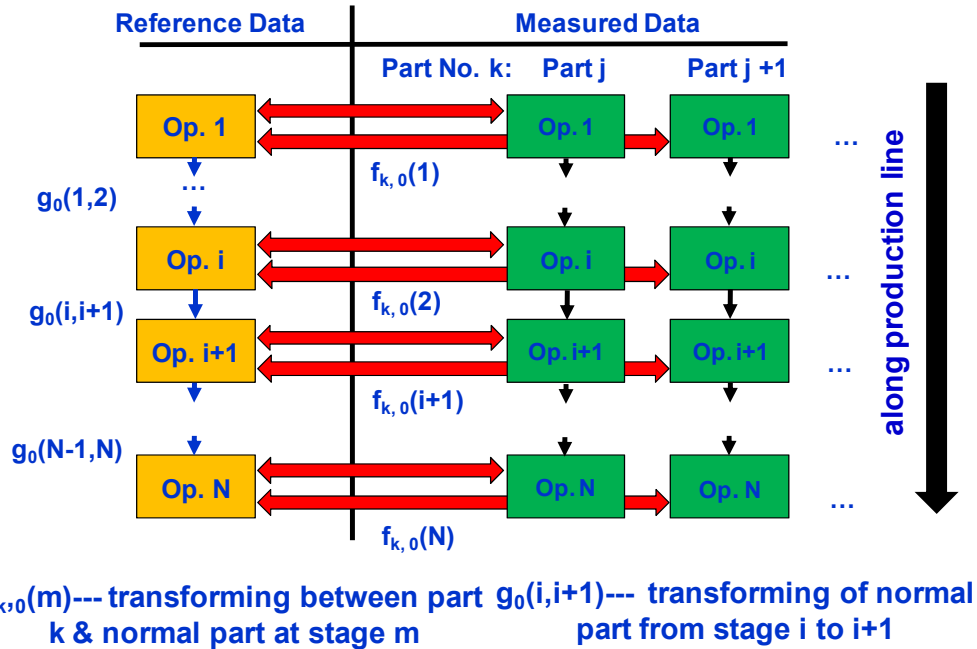 Reference Data Measured Data
Part No. k: Part j Part j +1
Op. 1 Op. 1 Op. 1 ...
f k, 0(1)
...
g0(1,2)
Op. i Op. i Op. i ...
f k, 0(2)
g0(i,i+1)
Op. i+1 Op. i+1 Op. i+1 ...
f k, 0(i+1)
g0(N-1,N)
Op. N Op. N Op. N ...
f k, 0(N)
along production line
k,0(m)--- transforming between part
k & normal part at stage m
g0(i,i+1)--- transforming of normal
part from stage i to i+1